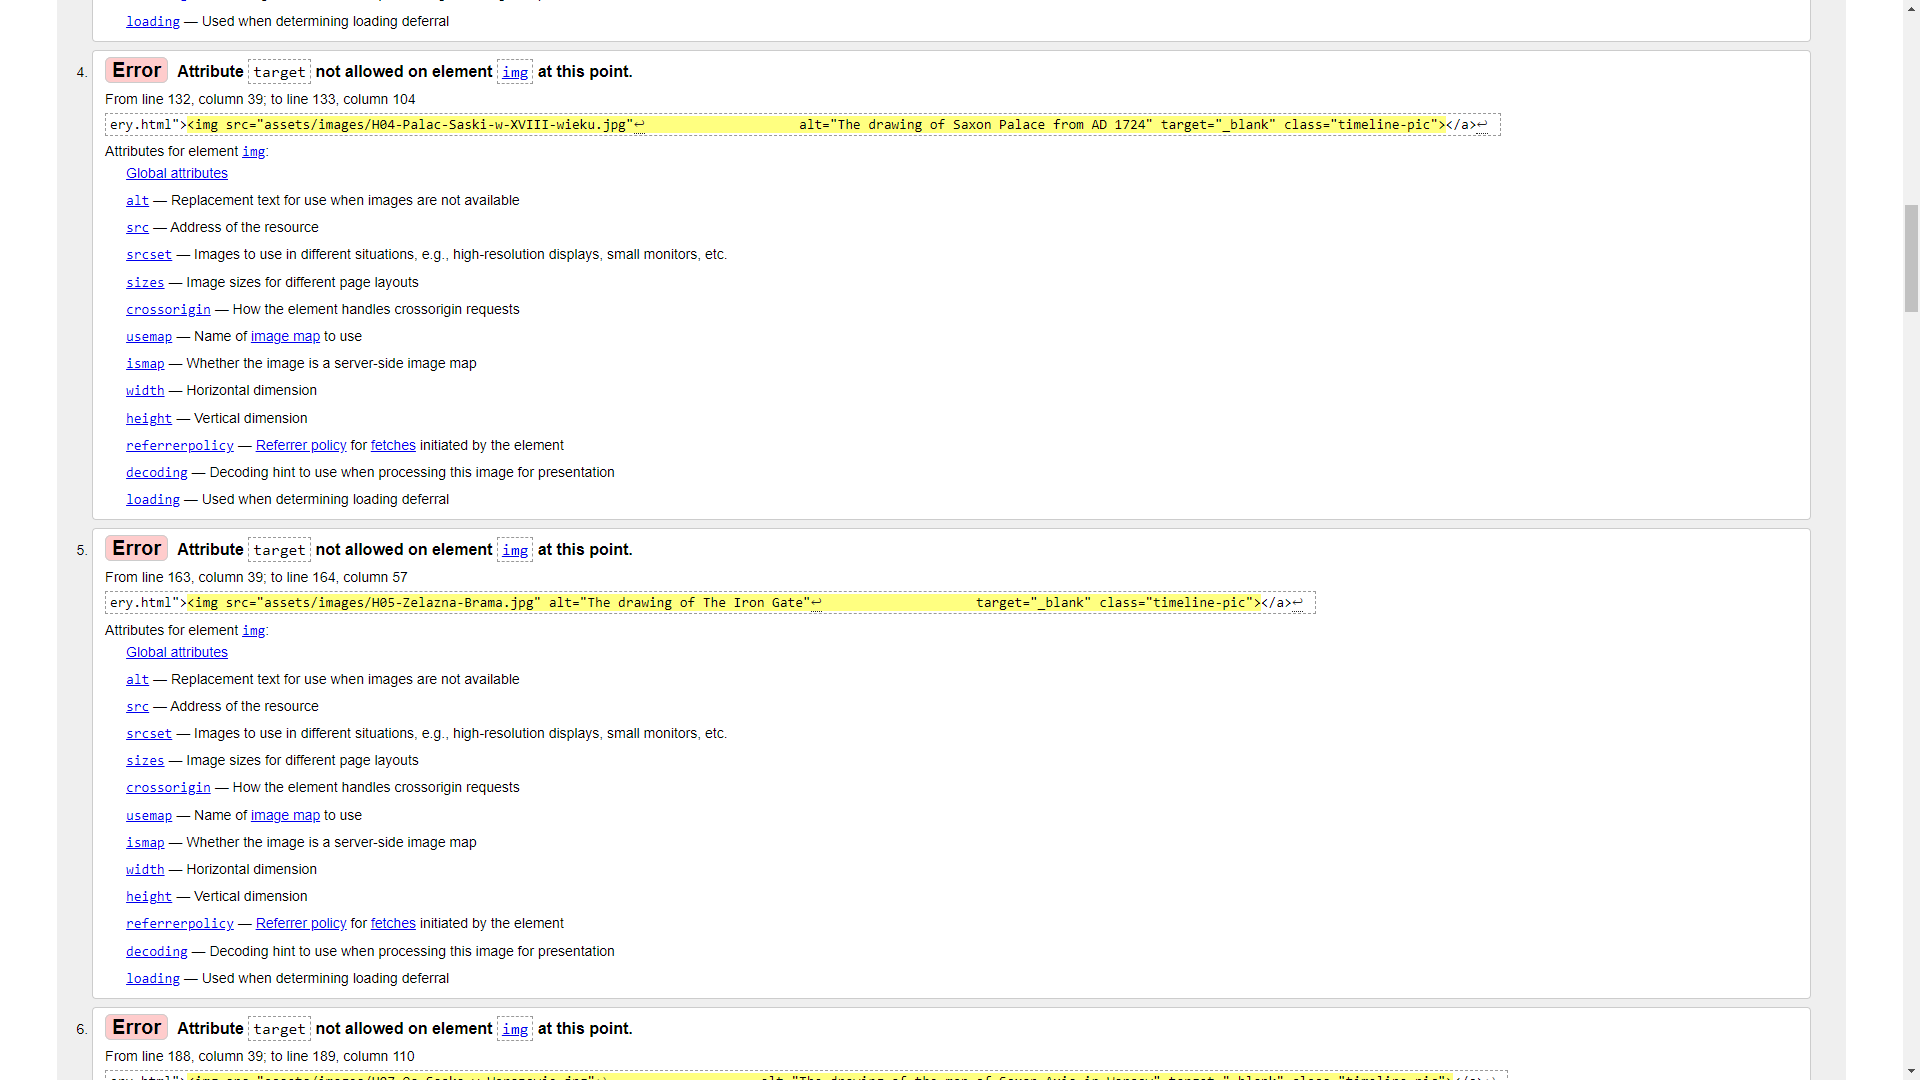 loading — Used when determining loading deferral
4. Error Attribute target not allowed on element img at this point.
From line 132, column 39; to line 133, column 104
ery.html"><img src="assets/images/H04-Palac-Saski-w-XVIII-wieku.jpg"↩ alt="The drawing of Saxon Palace from AD 1724" target="_blank" class="timeline-pic"></a>↩
Attributes for element img:
Global attributes
alt — Replacement text for use when images are not available
src — Address of the resource
srcset — Images to use in different situations, e.g., high-resolution displays, small monitors, etc.
sizes — Image sizes for different page layouts
crossorigin — How the element handles crossorigin requests
usemap — Name of image map to use
ismap — Whether the image is a server-side image map
width — Horizontal dimension
height — Vertical dimension
referrerpolicy — Referrer policy for fetches initiated by the element
decoding — Decoding hint to use when processing this image for presentation
loading — Used when determining loading deferral
5. Error Attribute target not allowed on element img at this point.
From line 163, column 39; to line 164, column 57
ery.html"><img src="assets/images/H05-Zelazna-Brama.jpg" alt="The drawing of The Iron Gate"↩ target="_blank" class="timeline-pic"></a>↩
Attributes for element img:
Global attributes
alt — Replacement text for use when images are not available
src — Address of the resource
srcset — Images to use in different situations, e.g., high-resolution displays, small monitors, etc.
sizes — Image sizes for different page layouts
crossorigin — How the element handles crossorigin requests
usemap — Name of image map to use
ismap — Whether the image is a server-side image map
width — Horizontal dimension
height — Vertical dimension
referrerpolicy — Referrer policy for fetches initiated by the element
decoding — Decoding hint to use when processing this image for presentation
loading — Used when determining loading deferral
6. Error Attribute target not allowed on element img at this point.
From line 188, column 39; to line 189, column 110